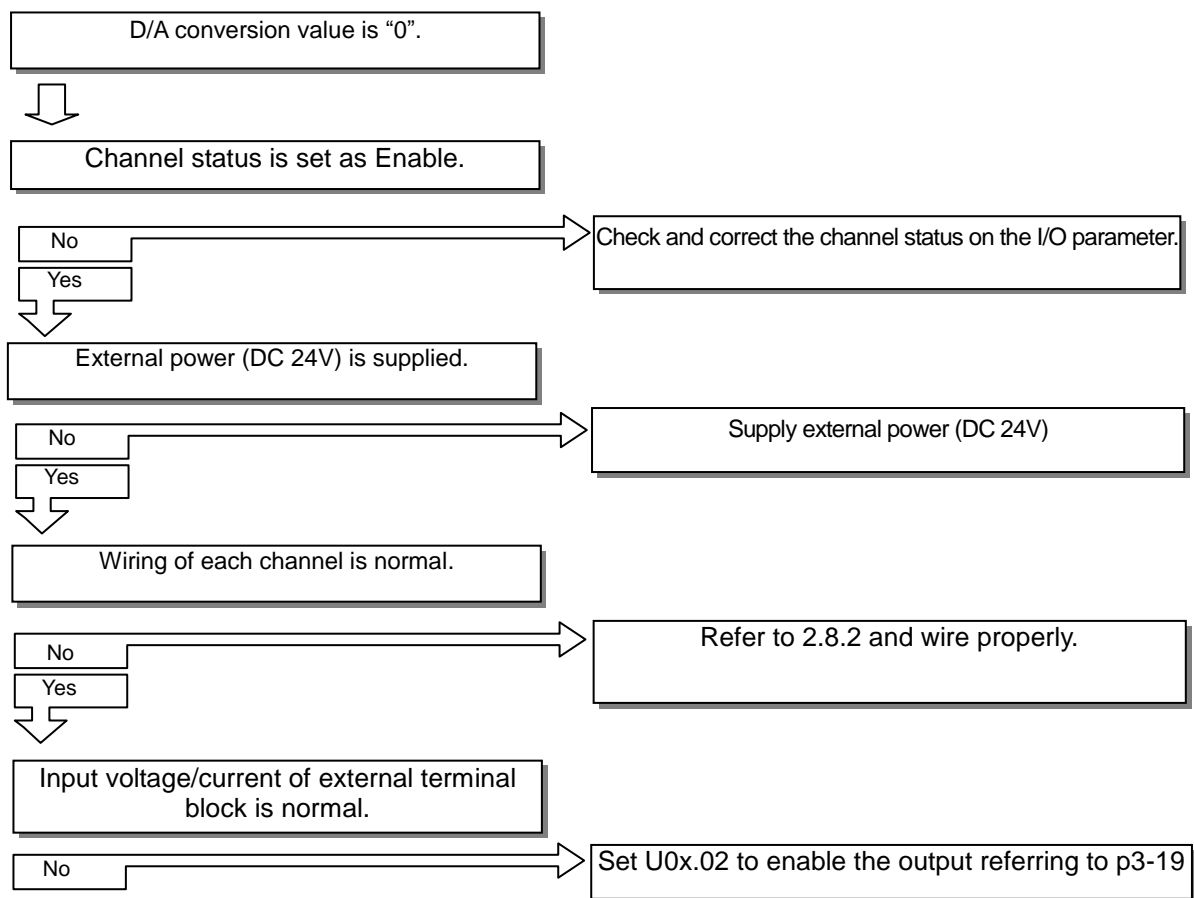 D/A conversion value is “0”.
Channel status is set as Enable.
No
Check and correct the channel status on the I/O parameter.
Yes
External power (DC 24V) is supplied.
No
Supply external power (DC 24V)
Yes
Wiring of each channel is normal.
No
Refer to 2.8.2 and wire properly.
Yes
Input voltage/current of external terminal
block is normal.
No
Set U0x.02 to enable the output referring to p3-19